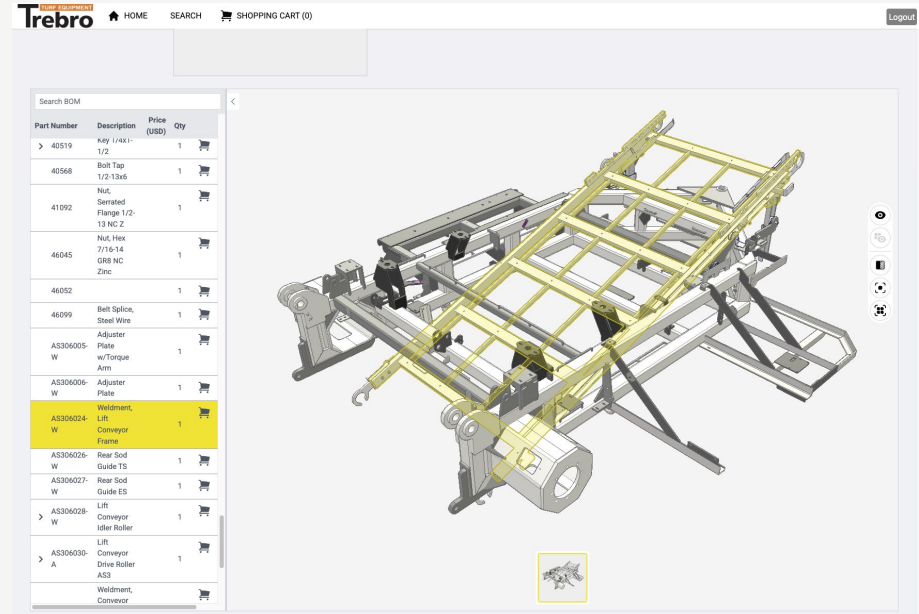 TURF EQUIPMENT
Trebro
HOME
SEARCH
SHOPPING CART (0)
Logout
Search BOM
Part Number
Description
Price
(USD)
Qty
40519
Key 1/4x1-
1/2
1
40568
Bolt Tap
1/2-13x6
1
41092
Nut,
Serrated
Flange 1/2-
13 NC Z
1
46045
Nut, Hex
7/16-14
GR8 NC
Zinc
1
46052
1
46099
Belt Splice,
Steel Wire
1
AS306005-
W
Adjuster
Plate
w/Torque
Arm
1
AS306006-
W
Adjuster
Plate
1
AS306024-
W
Weldment,
Lift
Conveyor
Frame
1
AS306026-
W
Rear Sod
Guide TS
1
AS306027-
W
Rear Sod
Guide ES
1
AS306028-
W
Lift
Conveyor
Idler Roller
1
AS306030-
A
Lift
Conveyor
Drive Roller
AS3
1
Weldment,
Conveyor